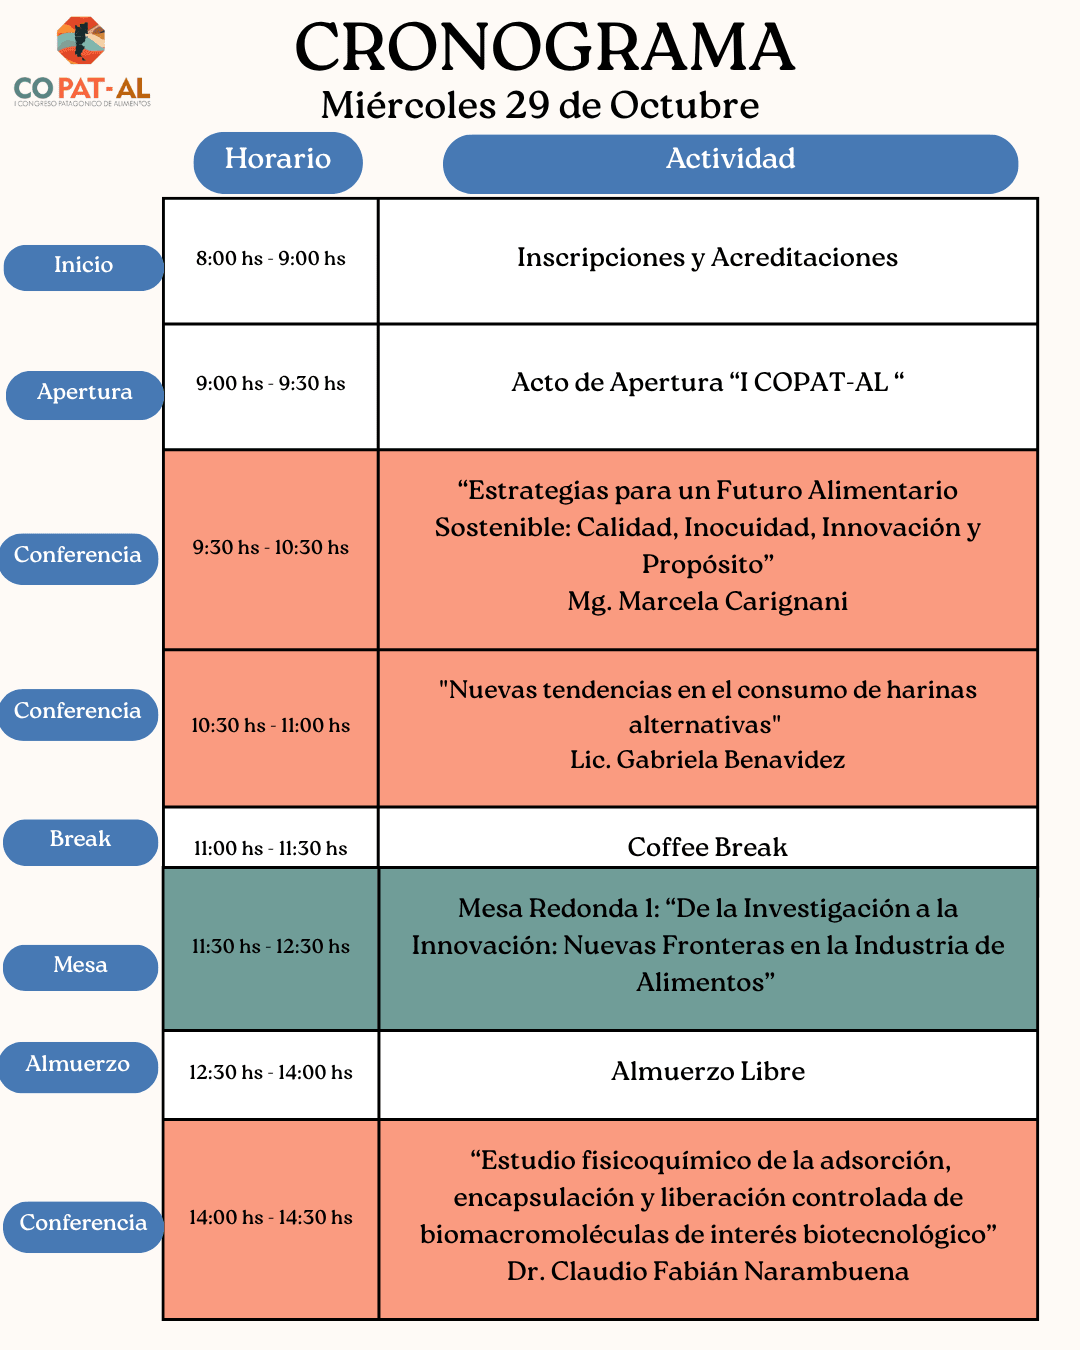 CO PAT-AL
I CONGRESO PATAGONICO DE ALIMENTOS
CRONOGRAMA
Miércoles 29 de Octubre
Horario
Actividad
Inicio
8:00 hs - 9:00 hs
Inscripciones y Acreditaciones
Apertura
9:00 hs - 9:30 hs
Acto de Apertura “I COPAT-AL “
Conferencia
9:30 hs - 10:30 hs
“Estrategias para un Futuro Alimentario
Sostenible: Calidad, Inocuidad, Innovación y
Propósito”
Mg. Marcela Carignani
Conferencia
10:30 hs - 11:00 hs
"Nuevas tendencias en el consumo de harinas
alternativas"
Lic. Gabriela Benavidez
Break
11:00 hs - 11:30 hs
Coffee Break
Mesa
11:30 hs - 12:30 hs
Mesa Redonda 1: “De la Investigación a la
Innovación: Nuevas Fronteras en la Industria de
Alimentos”
Almuerzo
12:30 hs - 14:00 hs
Almuerzo Libre
Conferencia
14:00 hs - 14:30 hs
“Estudio fisicoquímico de la adsorción,
encapsulación y liberación controlada de
biomacromoléculas de interés biotecnológico”
Dr. Claudio Fabián Narambuena